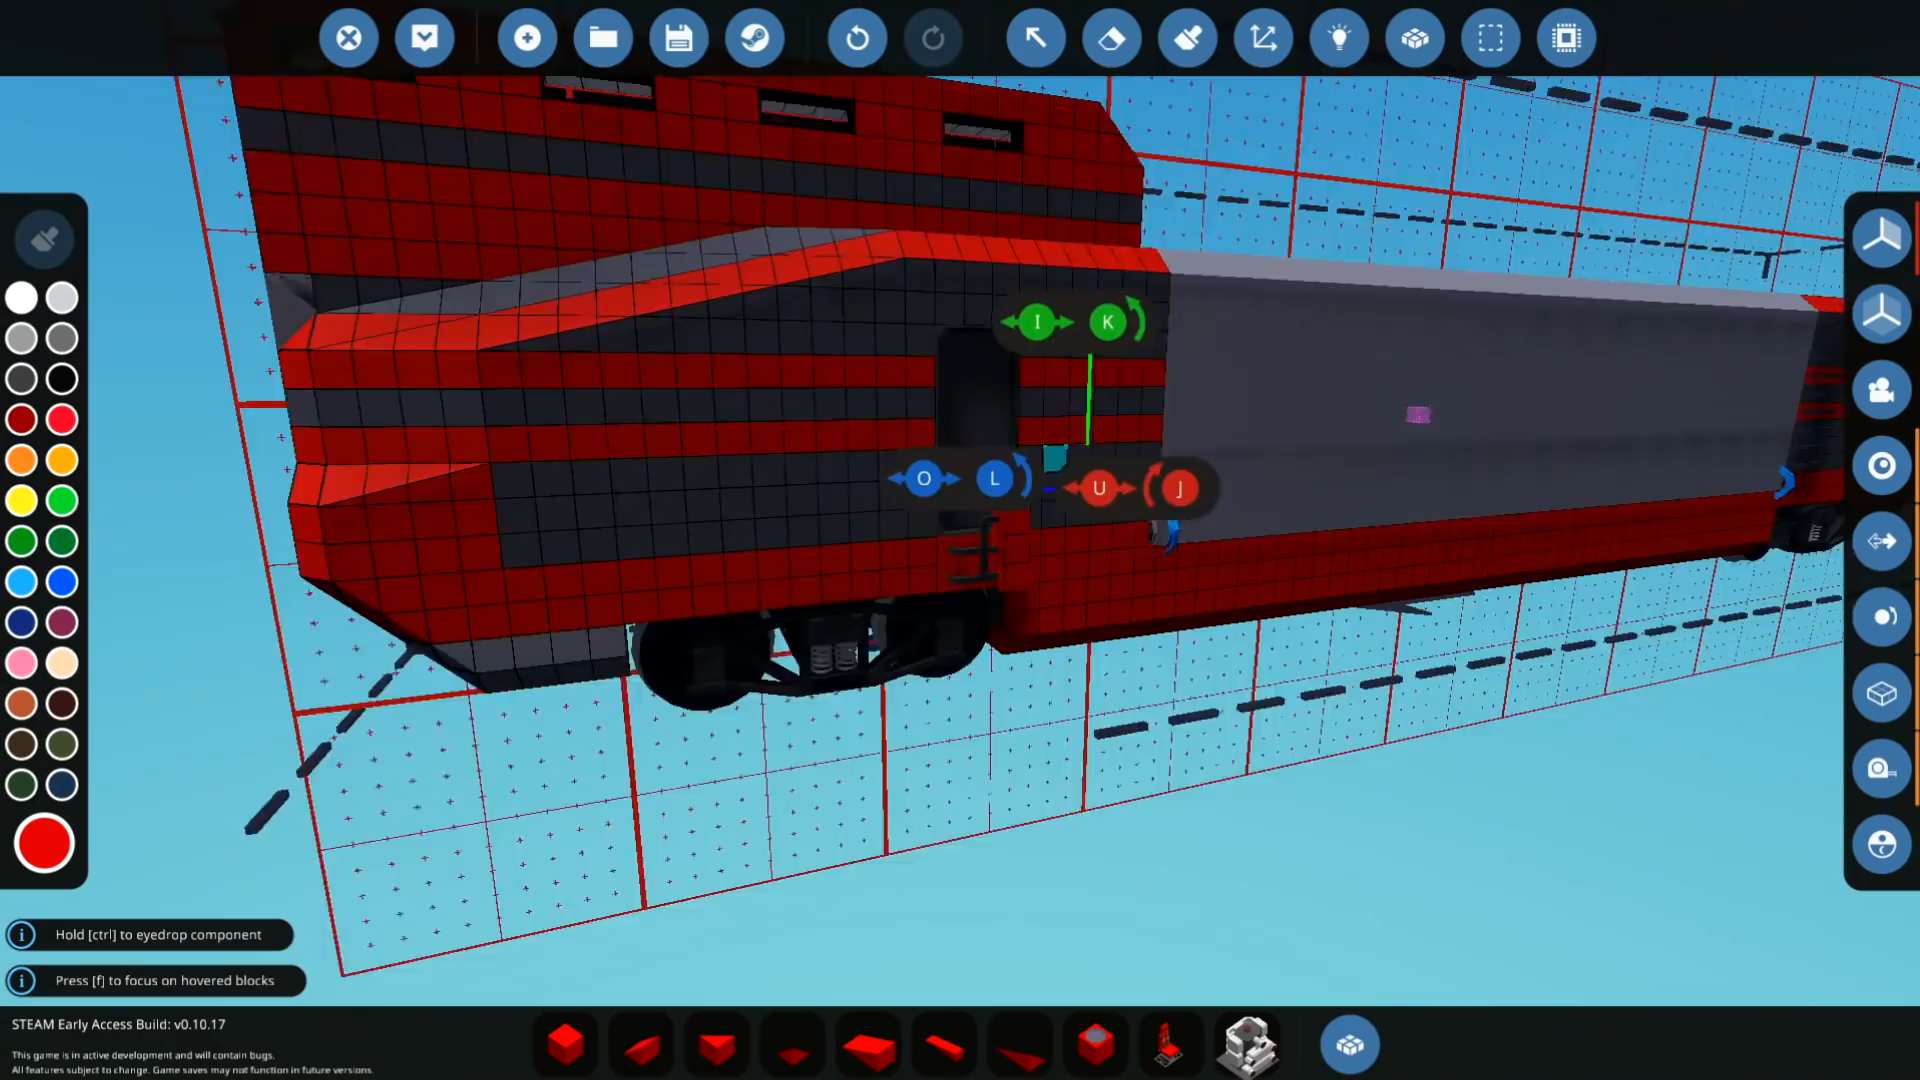 I K
O L U J
Hold [ctrl] to eyedrop component
Press [f] to focus on hovered blocks
STEAM Early Access Build: v0.10.17
This game is in active development and will contain bugs.
All features subject to change. Game saves may not function in future versions.